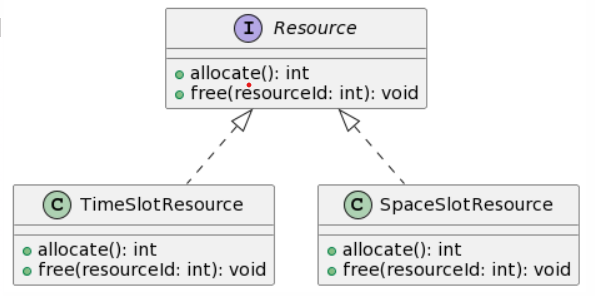 I Resource
allocate(): int
free(resourceId: int): void
C TimeSlotResource
allocate(): int
free(resourceId: int): void
C SpaceSlotResource
allocate(): int
free(resourceId: int): void